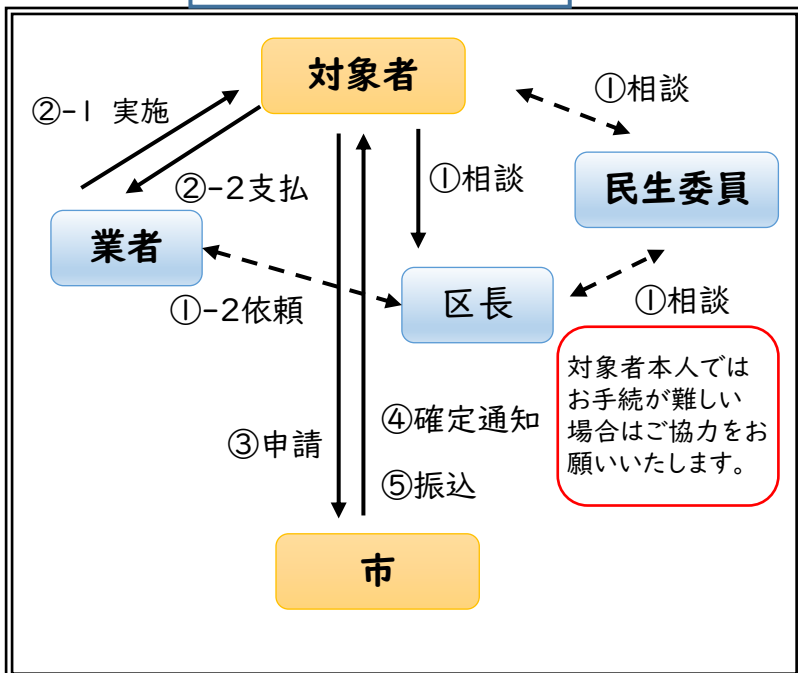 対象者
①相談
②-1 実施
②-2支払
①相談
民生委員
業者
①-2依頼
区長
①相談
対象者本人では
お手続が難しい
場合はご協力をお
願いいたします。
③申請
④確定通知
⑤振込
市